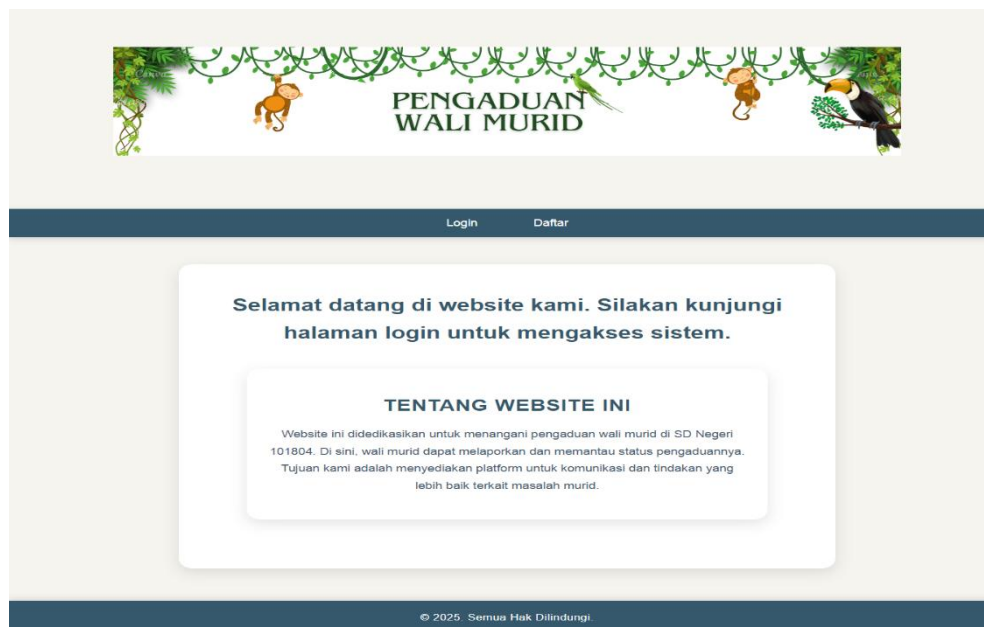 PENGADUAN
WALI MURID
Login Daftar
Selamat datang di website kami. Silakan kunjungi
halaman login untuk mengakses sistem.
TENTANG WEBSITE INI
Website ini didedikasikan untuk menangani pengaduan wali murid di SD Negeri
101804. Di sini, wali murid dapat melaporkan dan memantau status pengaduannya.
Tujuan kami adalah menyediakan platform untuk komunikasi dan tindakan yang
lebih baik terkait masalah murid.
© 2025. Semua Hak Dilindungi.